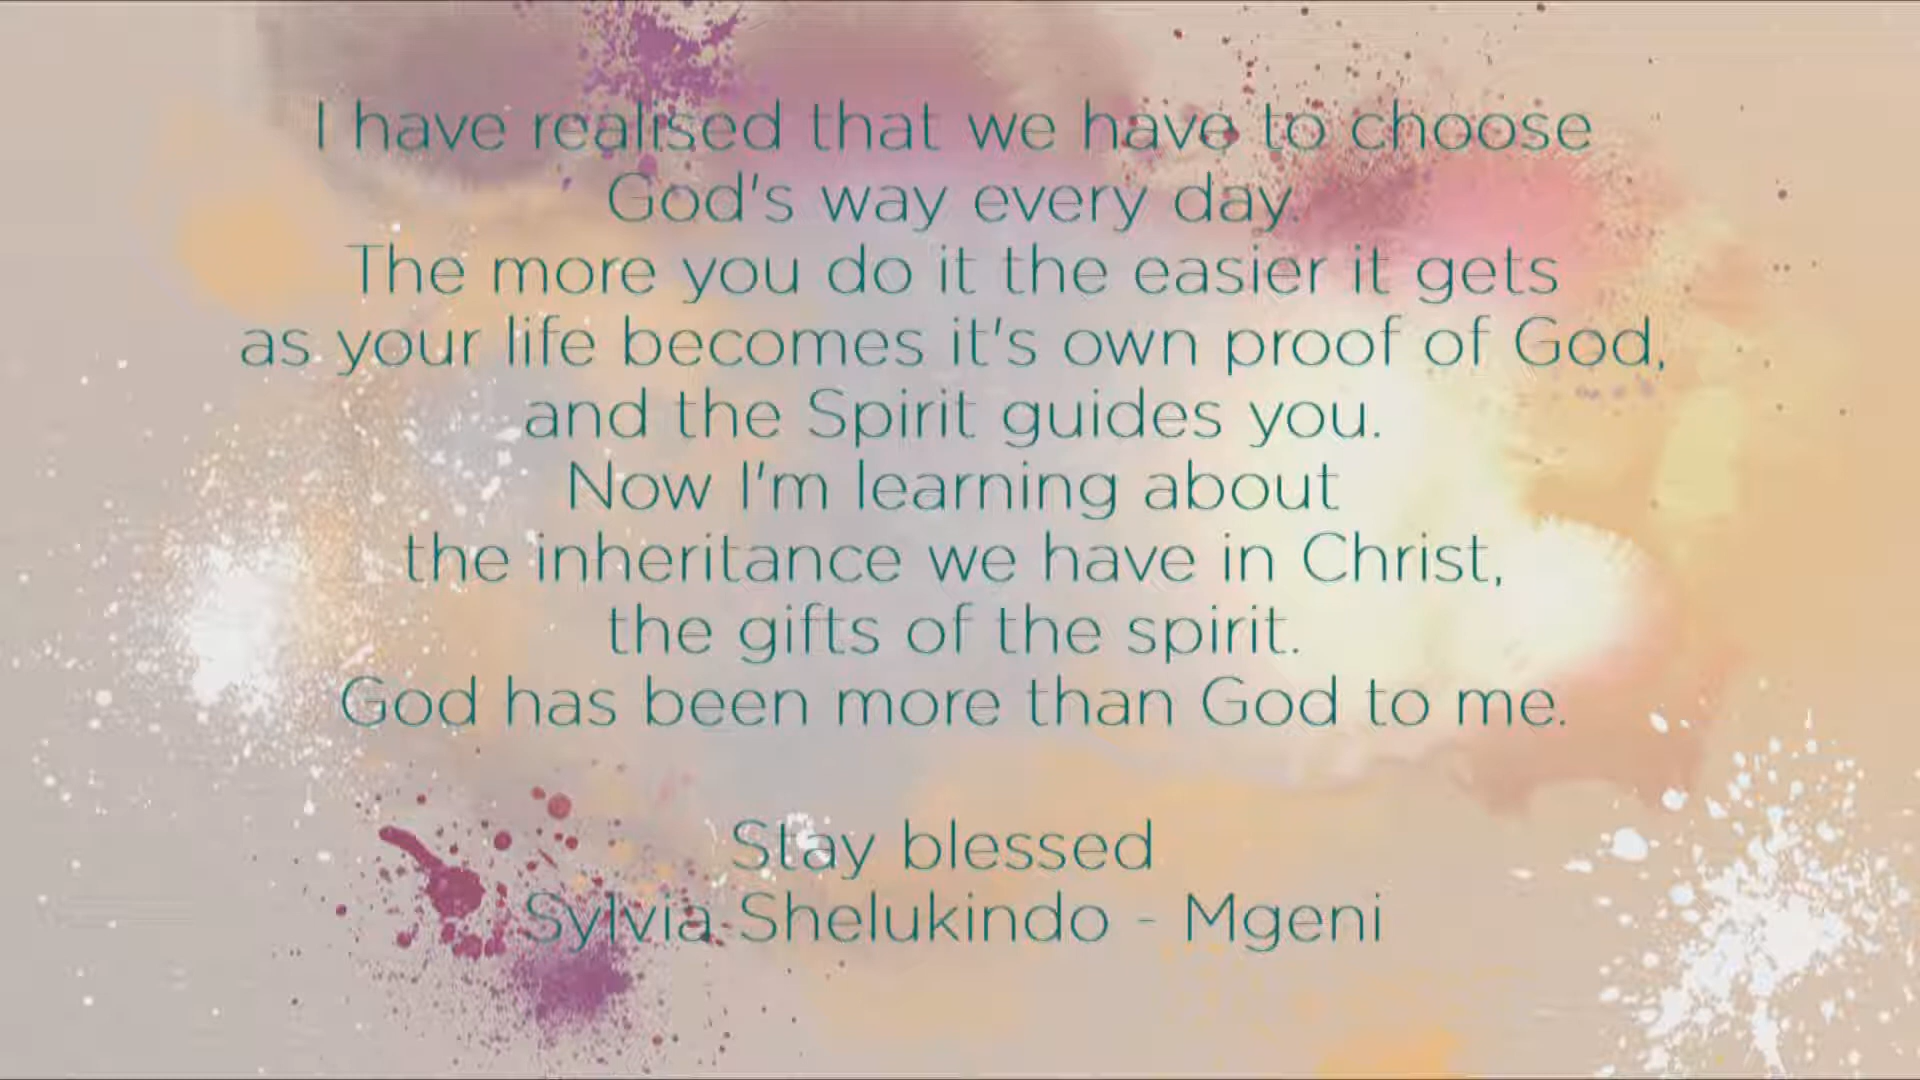 I have realised that we have to choose
God's way every day.
The more you do it the easier it gets
as your life becomes it's own proof of God,
and the Spirit guides you.
Now I'm learning about
the inheritance we have in Christ,
the gifts of the spirit.
God has been more than God to me.
Stay blessed
Sylvia Shelukindo - Mgeni